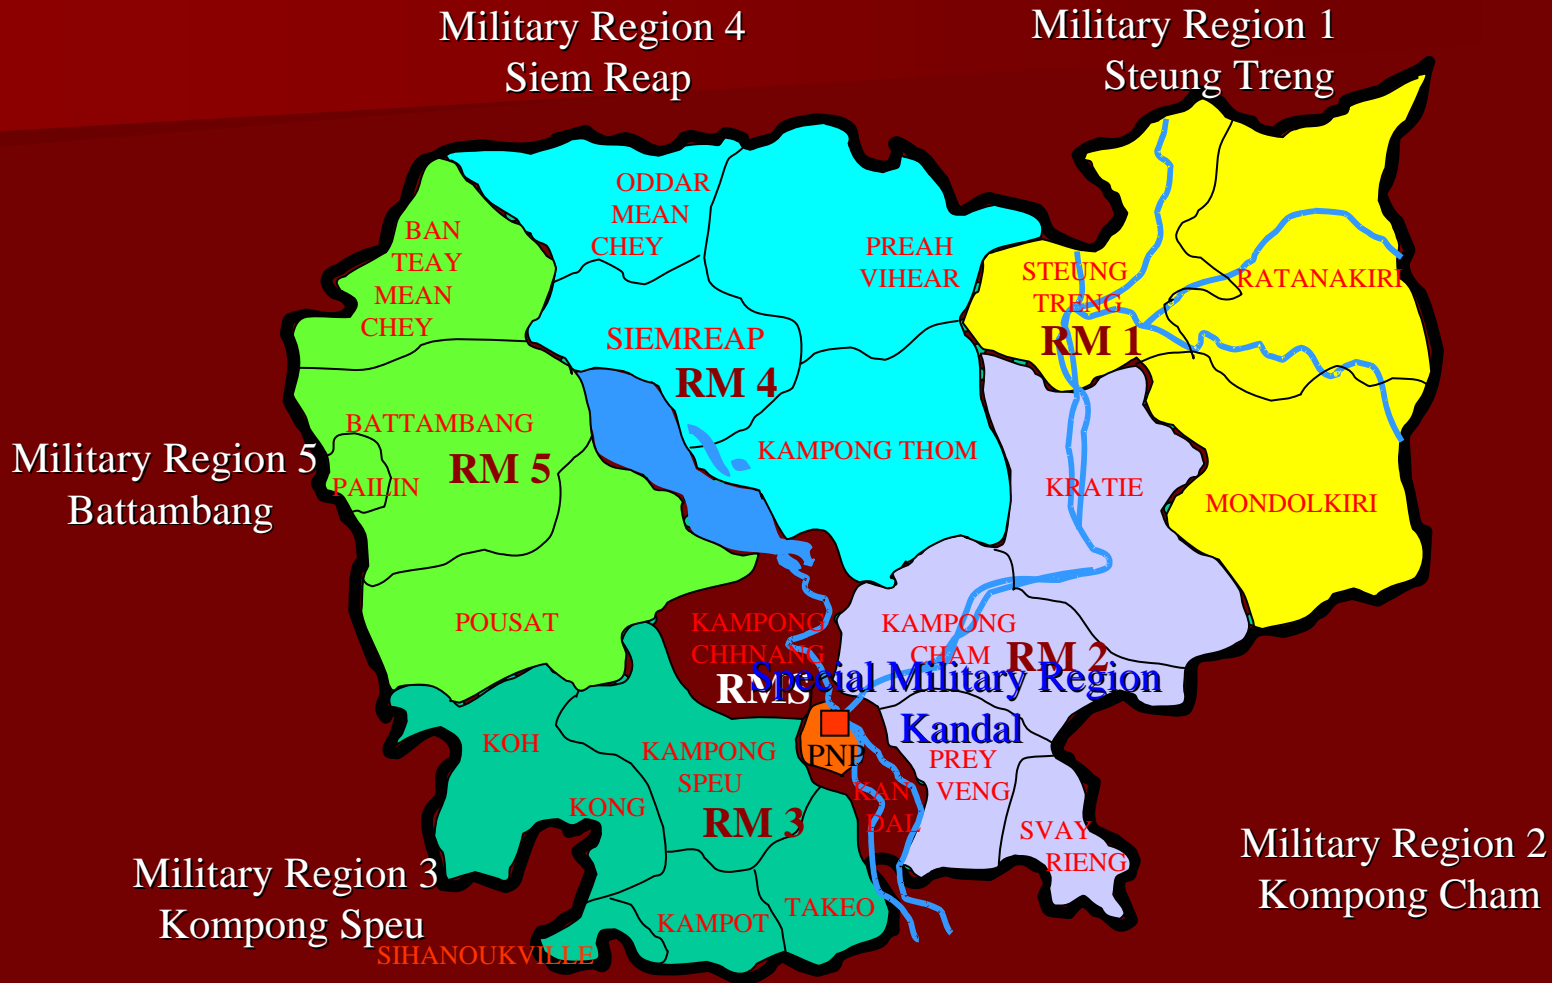 Military Region 4
Siem Reap
Military Region 1
Steung Treng
ODDAR
MEAN
CHEY
BAN
TEAY
MEAN
CHEY
PREAH
VIHEAR
STEUNG
TRENG
RM 1
RATANAKIRI
SIEMREAP
RM 4
BATTAMBANG
RM 5
PAILIN
Military Region 5
Battambang
KAMPONG THOM
KRATIE
MONDOLKIRI
POUSAT
KAMPONG
CHHNANG
RMS
KAMPONG
CHAM
RM 2
Special Military Region
Kandal
PNP
KOH
KONG
KAMPONG
SPEU
RM 3
KAN
DAL
PREY
VENG
SVAY
RIENG
Military Region 3
Kompong Speu
SIHANOUKVILLE
KAMPOT
TAKEO
Military Region 2
Kompong Cham